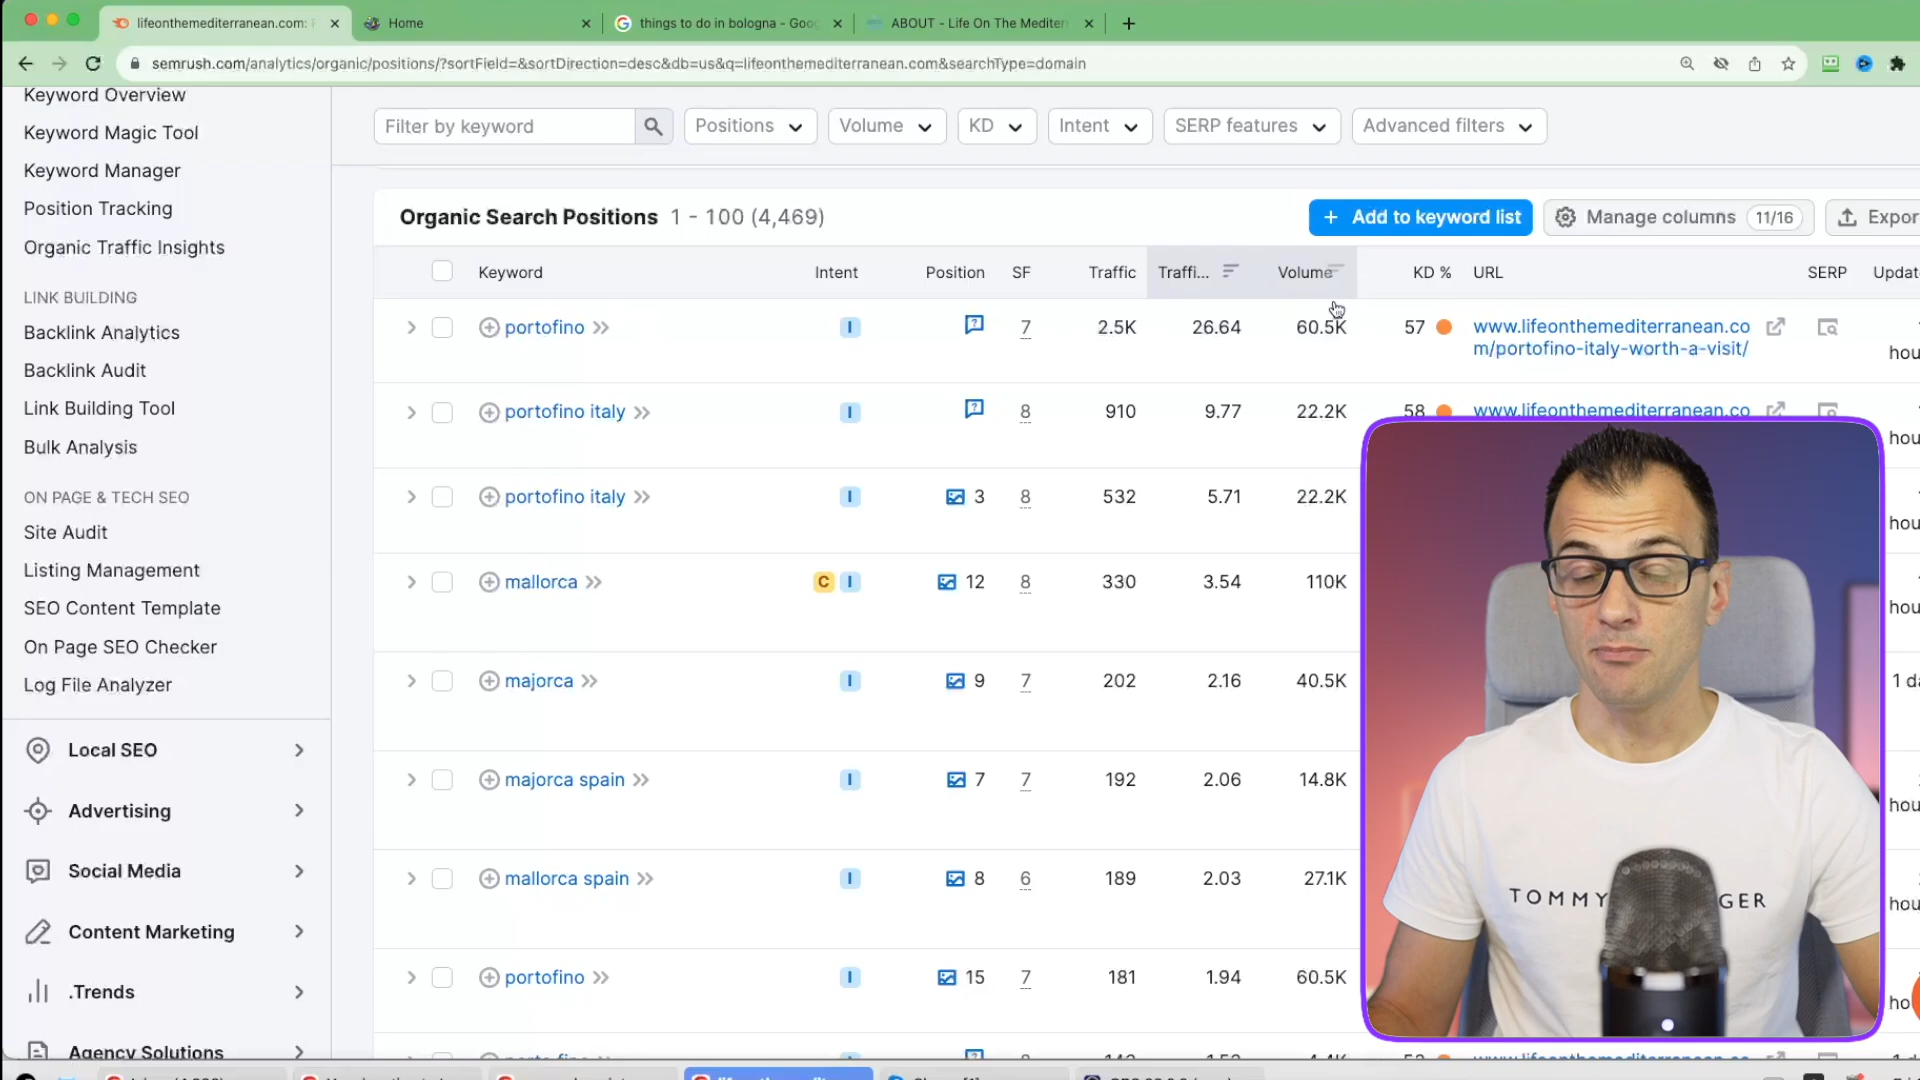 lifeonthemediterranean.com:
Home
things to do in bologna - Goo
ABOUT - Life On The Mediter
semrush.com/analytics/organic/positions/?sortField=&sortDirection=desc&db=us&q=lifeonthemediterranean.com&searchType=domain
Keyword Overview
Keyword Magic Tool
Keyword Manager
Position Tracking
Organic Traffic Insights
LINK BUILDING
Backlink Analytics
Backlink Audit
Link Building Tool
Bulk Analysis
ON PAGE & TECH SEO
Site Audit
Listing Management
SEO Content Template
On Page SEO Checker
Log File Analyzer
Local SEO
Advertising
Social Media
Content Marketing
.Trends
Agency Solutions
Filter by keyword Positions Volume KD Intent SERP features Advanced filters
Organic Search Positions 1 - 100 (4,469) + Add to keyword list Manage columns 11/16 Expor
Keyword Intent Position SF Traffic Traffi... Volume KD % URL SERP Updat
portofino I 7 2.5K 26.64 60.5K 57 www.lifeonthemediterranean.co
m/portofino-italy-worth-a-visit/ hou
portofino italy I 8 910 9.77 22.2K 58 www.lifeonthemediterranean.co
hou
portofino italy I 3 8 532 5.71 22.2K
hou
mallorca C I 12 8 330 3.54 110K
hou
majorca I 9 7 202 2.16 40.5K 1 da
majorca spain I 7 7 192 2.06 14.8K
hou
mallorca spain I 8 6 189 2.03 27.1K
hou
portofino I 15 7 181 1.94 60.5K
ho
TOMMY GER